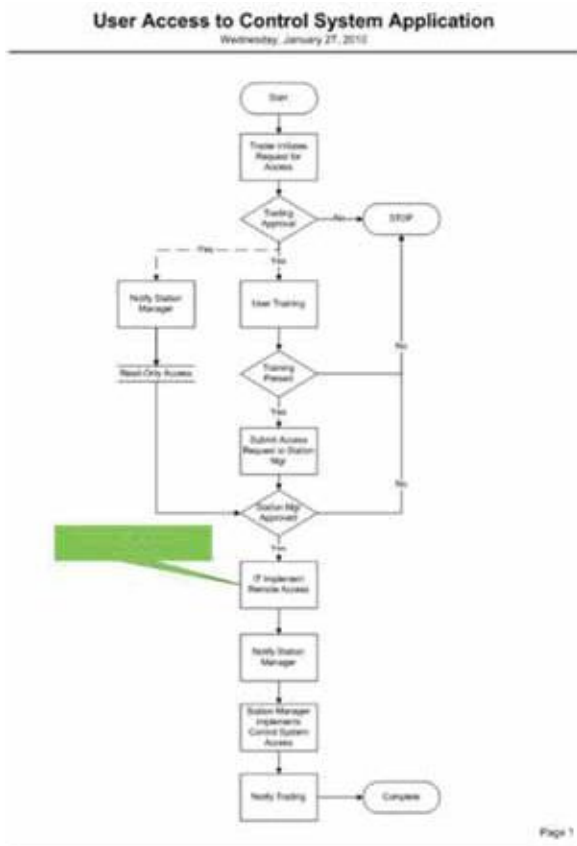 User Access to Control System Application
Wednesday, January 27, 2010
Start
Trader Initiates
Request for
Access
Trading
Approval
No
STOP
Yes
Yes
Notify Station
Manager
User Training
No
Read-Only Access
Training
Passed
Yes
Submit Access
Request to Station
Mgr
No
Station Mgr
Approved
Yes
IT Implement
Remote Access
Notify Station
Manager
Station Manager
Implements
Control System
Access
Notify Trading
Complete
Page 1